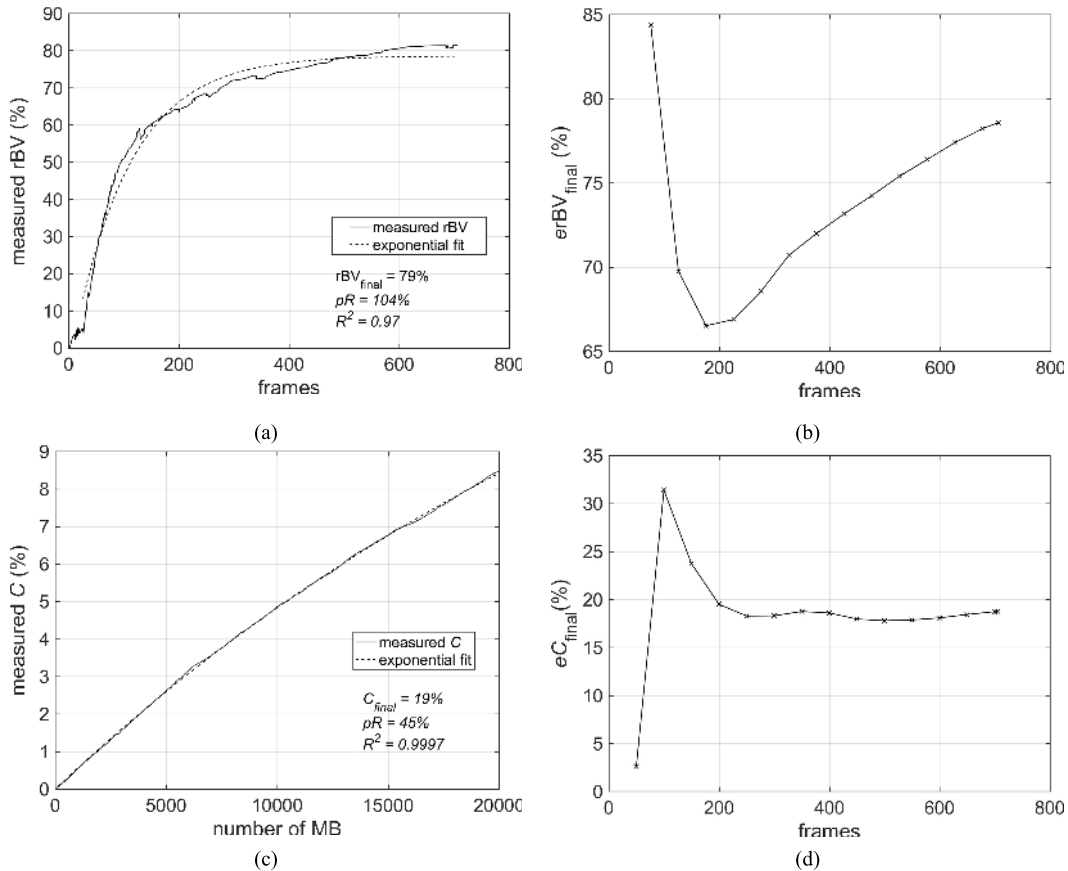 90
80
70
60
50
40
30
20
10
0
measured rBV (%)
measured rBV
exponential fit
rBV_final = 79%
pR = 104%
R² = 0.97
0 200 400 600 800
frames
(a)
85
80
75
70
65
erBV_final (%)
0 200 400 600 800
frames
(b)
9
8
7
6
5
4
3
2
1
0
measured C (%)
measured C
exponential fit
C_final = 19%
pR = 45%
R² = 0.9997
0 5000 10000 15000 20000
number of MB
(c)
35
30
25
20
15
10
5
0
eC_final(%)
0 200 400 600 800
frames
(d)